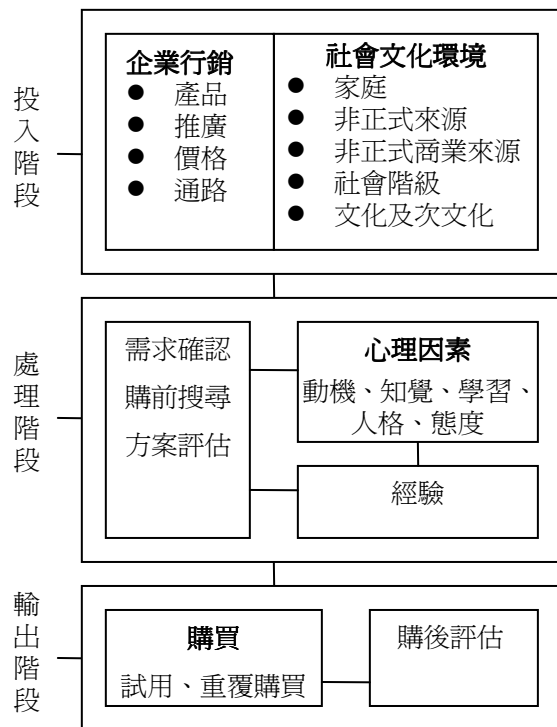 投入階段
企業行銷
● 產品
● 推廣
● 價格
● 通路
社會文化環境
● 家庭
● 非正式來源
● 非正式商業來源
● 社會階級
● 文化及次文化
處理階段
需求確認
購前搜尋
方案評估
心理因素
動機、知覺、學習、
人格、態度
經驗
輸出階段
購買
試用、重覆購買
購後評估